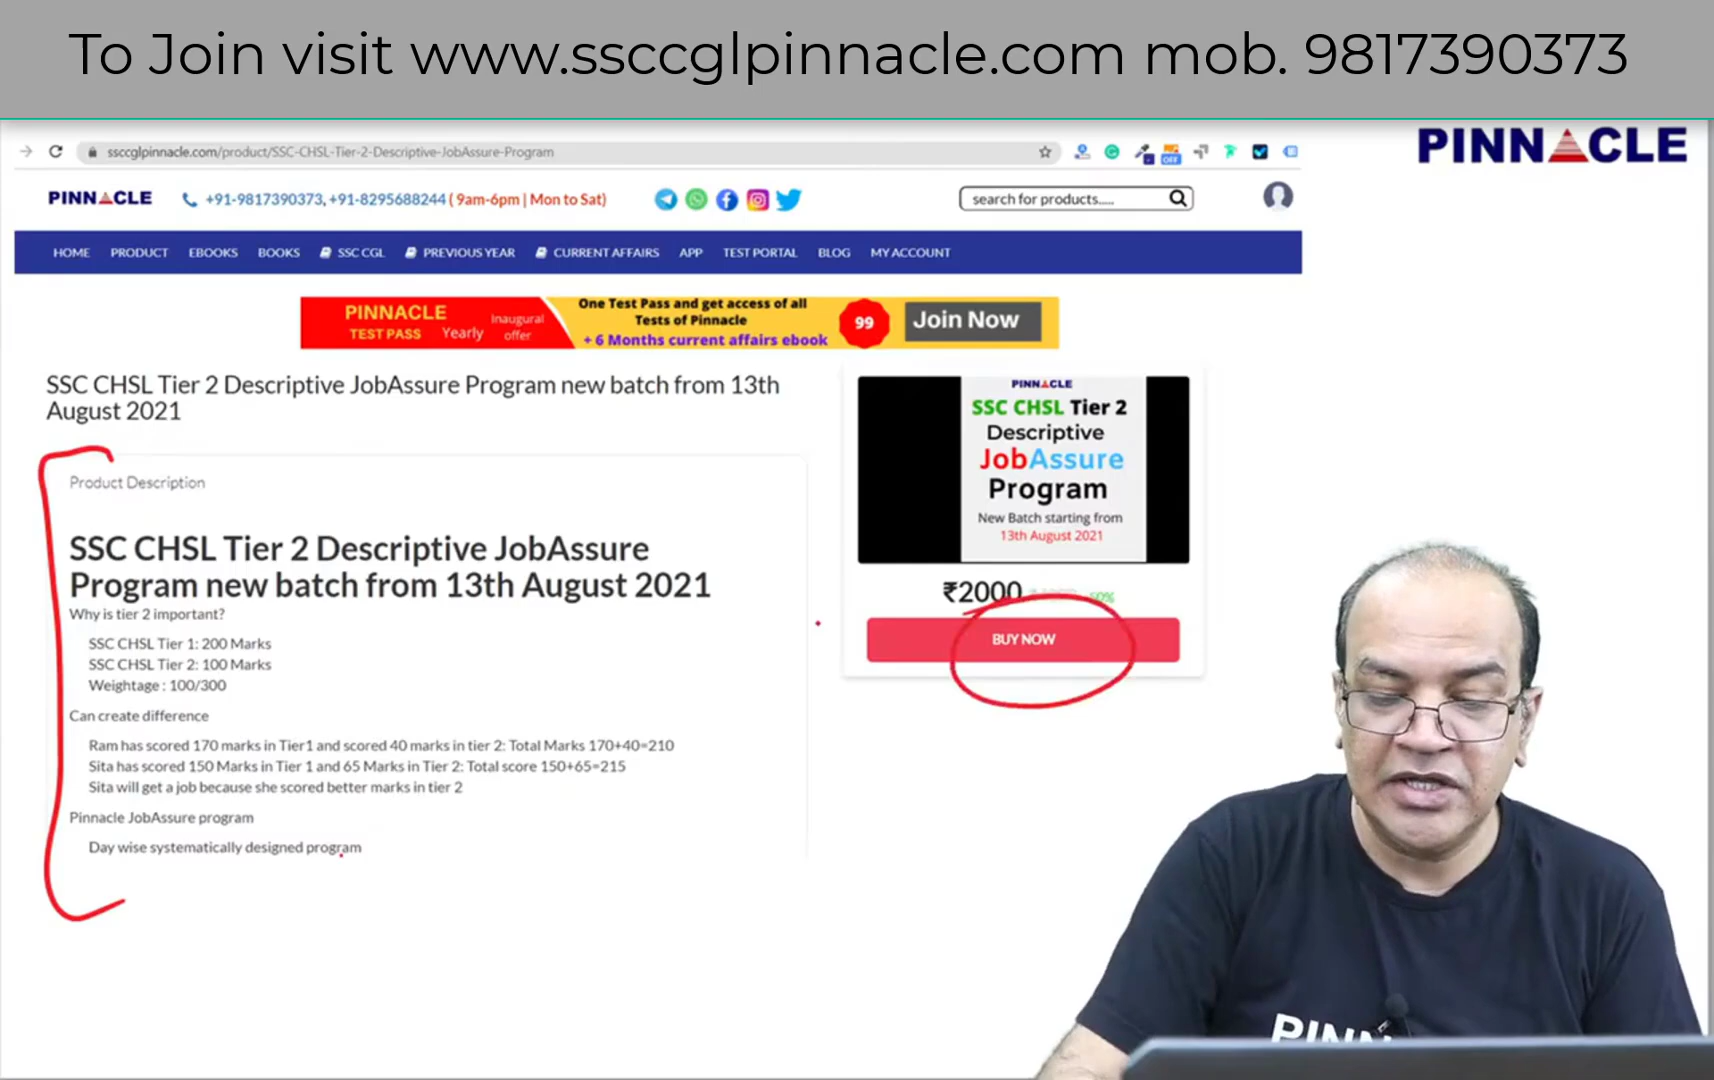 To Join visit www.ssccglpinnacle.com mob. 9817390373
PINNACLE
ssccglpinnacle.com/product/SSC-CHSL-Tier-2-Descriptive-JobAssure-Program
OFF
PINNACLE
+91-9817390373, +91-8295688244 ( 9am-6pm | Mon to Sat)
search for products.....
HOME PRODUCT EBOOKS BOOKS SSC CGL PREVIOUS YEAR CURRENT AFFAIRS APP TEST PORTAL BLOG MY ACCOUNT
PINNACLE
TEST PASS Yearly
Inaugural
offer
One Test Pass and get access of all
Tests of Pinnacle
+ 6 Months current affairs ebook
99
Join Now
SSC CHSL Tier 2 Descriptive JobAssure Program new batch from 13th
August 2021
Product Description
SSC CHSL Tier 2 Descriptive JobAssure
Program new batch from 13th August 2021
Why is tier 2 important?
SSC CHSL Tier 1: 200 Marks
SSC CHSL Tier 2: 100 Marks
Weightage : 100/300
Can create difference
Ram has scored 170 marks in Tier1 and scored 40 marks in tier 2: Total Marks 170+40=210
Sita has scored 150 Marks in Tier 1 and 65 Marks in Tier 2: Total score 150+65=215
Sita will get a job because she scored better marks in tier 2
Pinnacle JobAssure program
Day wise systematically designed program
PINNACLE
SSC CHSL Tier 2
Descriptive
JobAssure
Program
New Batch starting from
13th August 2021
₹2000
BUY NOW